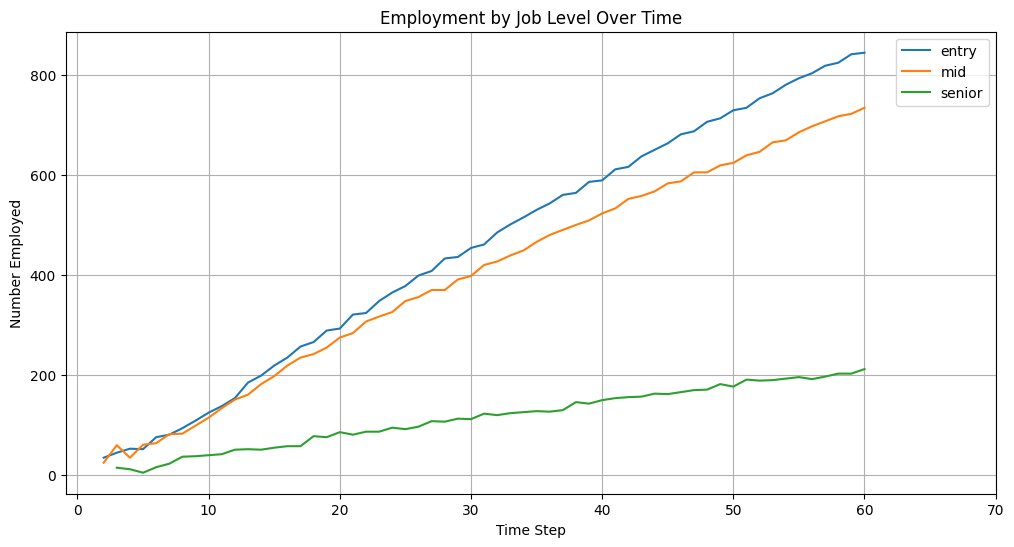 Employment by Job Level Over Time
entry
mid
senior
Number Employed
800
600
400
200
0
0 10 20 30 40 50 60 70
Time Step